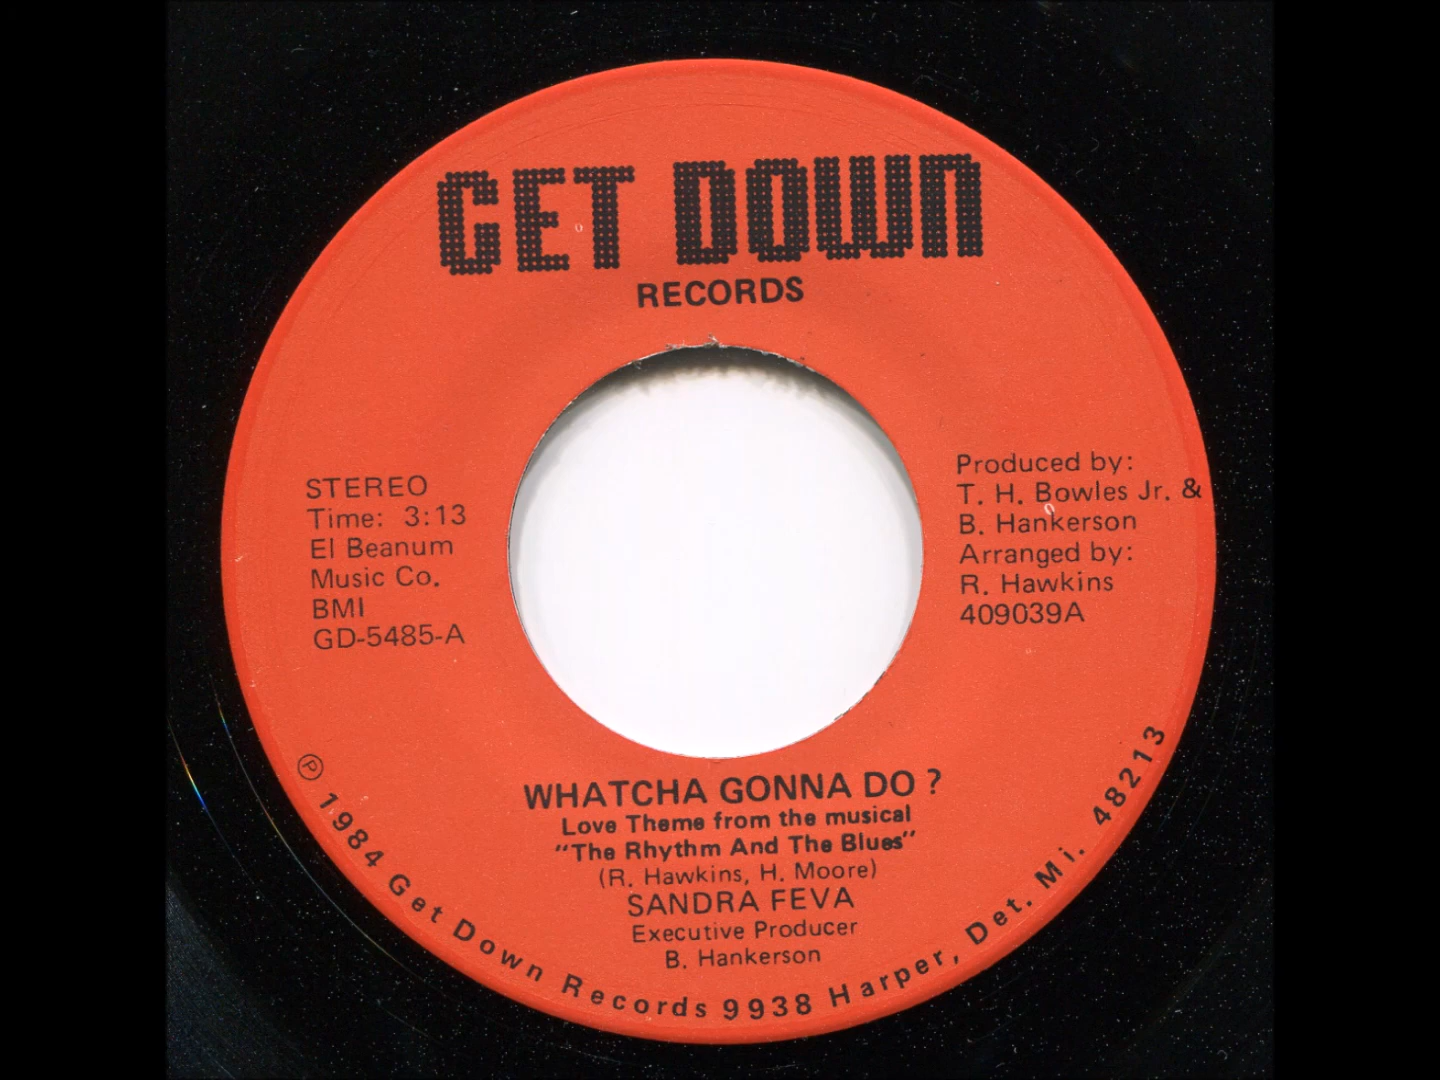 GET DOWN
RECORDS
STEREO
Time: 3:13
El Beanum
Music Co.
BMI
GD-5485-A
Produced by:
T. H. Bowles Jr. &
B. Hankerson
Arranged by:
R. Hawkins
409039A
WHATCHA GONNA DO ?
Love Theme from the musical
"The Rhythm And The Blues"
(R. Hawkins, H. Moore)
SANDRA FEVA
Executive Producer
B. Hankerson
℗ 1984 Get Down Records 9938 Harper, Det. Mi. 48213